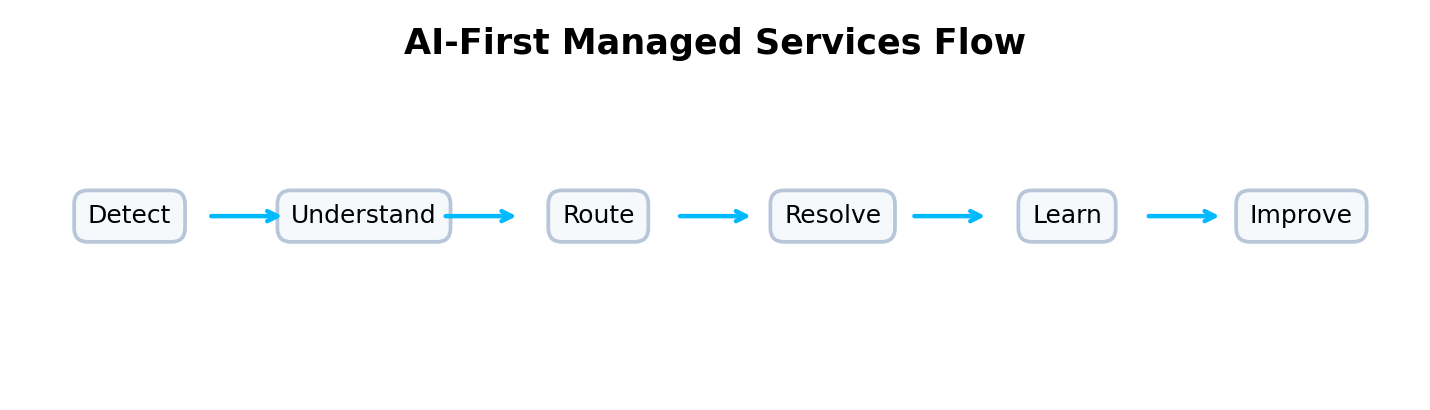 AI-First Managed Services Flow
Detect
Understand
Route
Resolve
Learn
Improve